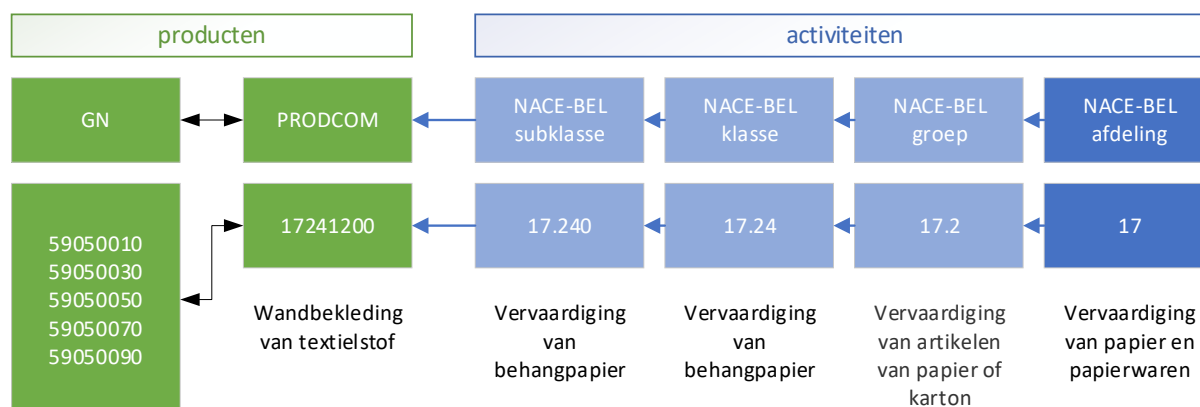 producten
activiteiten
GN
PRODCOM
NACE-BEL
subklasse
NACE-BEL
klasse
NACE-BEL
groep
NACE-BEL
afdeling
59050010
59050030
59050050
59050070
59050090
17241200
17.240
17.24
17.2
17
Wandbekleding
van textielstof
Vervaardiging
van
behangpapier
Vervaardiging
van
behangpapier
Vervaardiging
van artikelen
van papier of
karton
Vervaardiging
van papier en
papierwaren